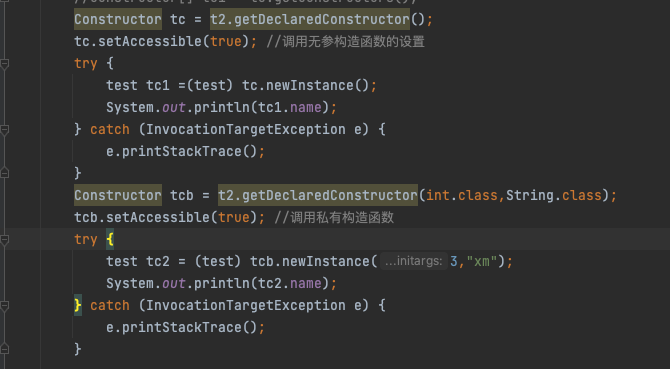 Constructor tc = t2.getDeclaredConstructor();
tc.setAccessible(true); //调用无参构造函数的设置
try {
test tc1 =(test) tc.newInstance();
System.out.println(tc1.name);
} catch (InvocationTargetException e) {
e.printStackTrace();
}
Constructor tcb = t2.getDeclaredConstructor(int.class,String.class);
tcb.setAccessible(true); //调用私有构造函数
try {
test tc2 = (test) tcb.newInstance( ...initargs: 3,"xm");
System.out.println(tc2.name);
} catch (InvocationTargetException e) {
e.printStackTrace();
}